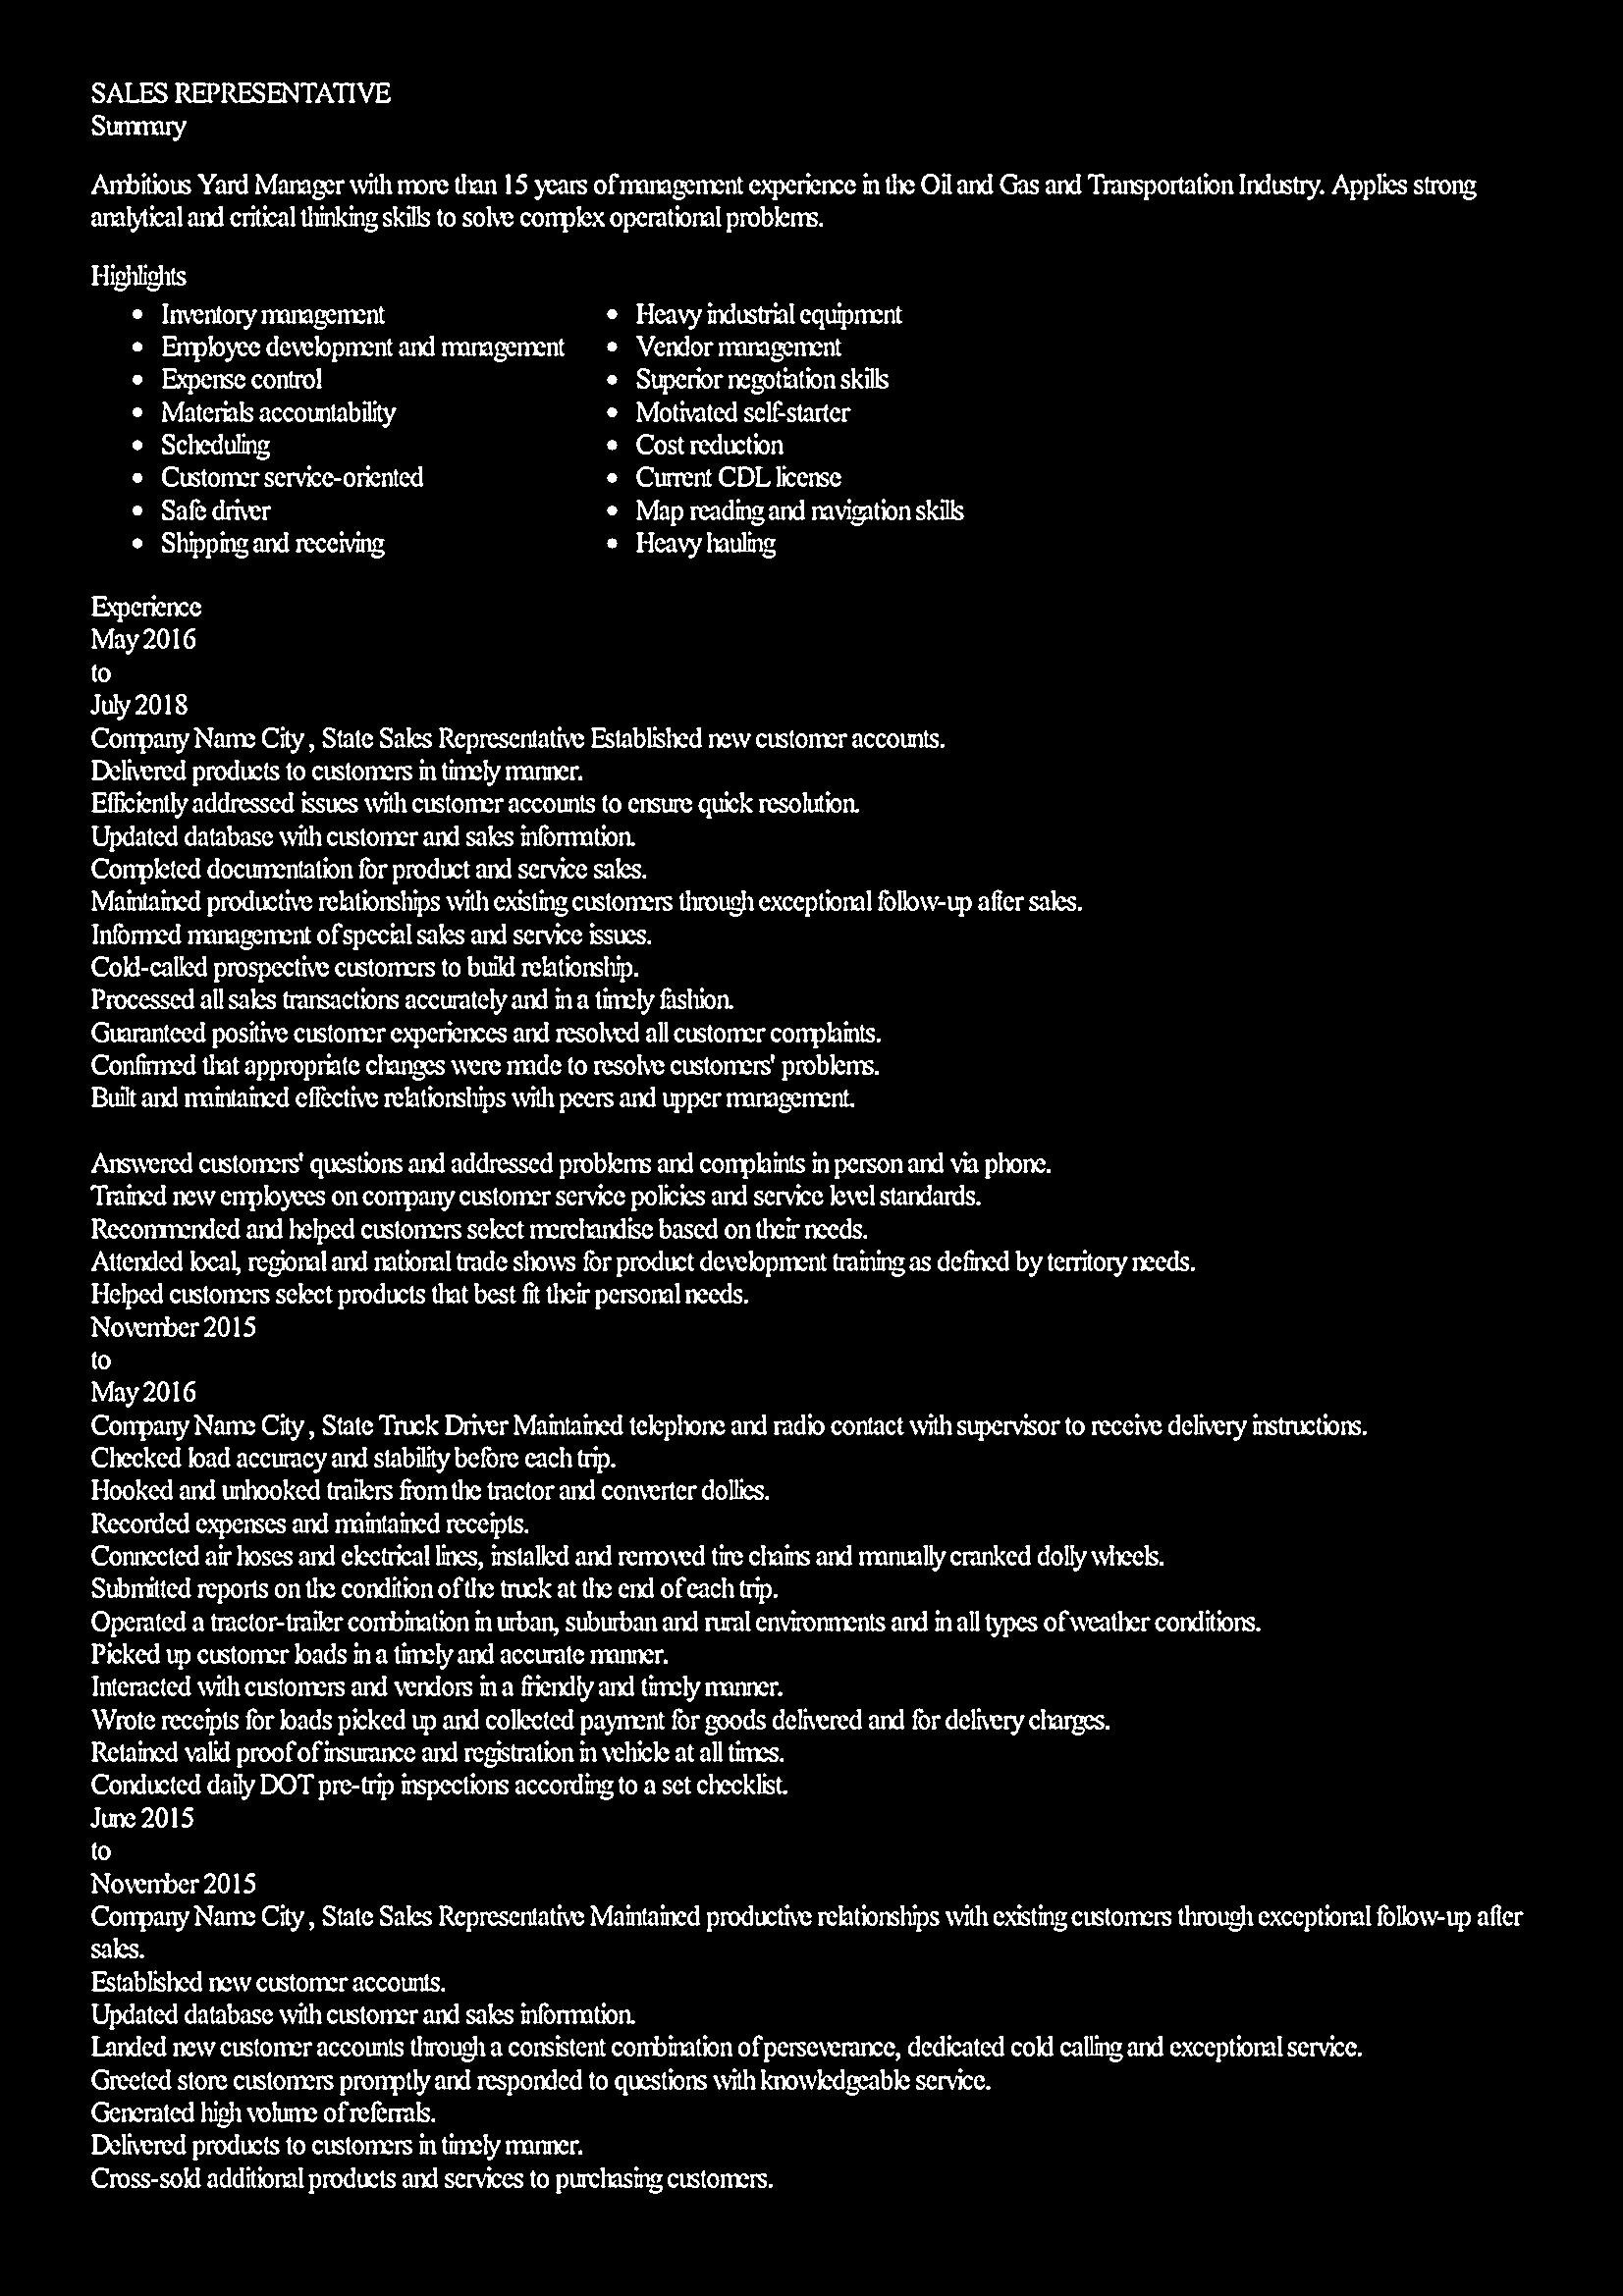 SALES REPRESENTATIVE
Summary
Ambitious Yard Manager with more than 15 years of management experience in the Oil and Gas and Transportation Industry. Applies strong
analytical and critical thinking skills to solve complex operational problems.
Highlights
• Inventory management
• Employee development and management
• Expense control
• Materials accountability
• Scheduling
• Customer service-oriented
• Safe driver
• Shipping and receiving
• Heavy industrial equipment
• Vendor management
• Superior negotiation skills
• Motivated self-starter
• Cost reduction
• Current CDL license
• Map reading and navigation skills
• Heavy hauling
Experience
May 2016
to
July 2018
Company Name City , State Sales Representative Established new customer accounts.
Delivered products to customers in timely manner.
Efficiently addressed issues with customer accounts to ensure quick resolution.
Updated database with customer and sales information.
Completed documentation for product and service sales.
Maintained productive relationships with existing customers through exceptional follow-up after sales.
Informed management of special sales and service issues.
Cold-called prospective customers to build relationship.
Processed all sales transactions accurately and in a timely fashion.
Guaranteed positive customer experiences and resolved all customer complaints.
Confirmed that appropriate changes were made to resolve customers' problems.
Built and maintained effective relationships with peers and upper management.
Answered customers' questions and addressed problems and complaints in person and via phone.
Trained new employees on company customer service policies and service level standards.
Recommended and helped customers select merchandise based on their needs.
Attended local, regional and national trade shows for product development training as defined by territory needs.
Helped customers select products that best fit their personal needs.
November 2015
to
May 2016
Company Name City , State Truck Driver Maintained telephone and radio contact with supervisor to receive delivery instructions.
Checked load accuracy and stability before each trip.
Hooked and unhooked trailers from the tractor and converter dollies.
Recorded expenses and maintained receipts.
Connected air hoses and electrical lines, installed and removed tire chains and manually cranked dolly wheels.
Submitted reports on the condition of the truck at the end of each trip.
Operated a tractor-trailer combination in urban, suburban and rural environments and in all types of weather conditions.
Picked up customer loads in a timely and accurate manner.
Interacted with customers and vendors in a friendly and timely manner.
Wrote receipts for loads picked up and collected payment for goods delivered and for delivery charges.
Retained valid proof of insurance and registration in vehicle at all times.
Conducted daily DOT pre-trip inspections according to a set checklist.
June 2015
to
November 2015
Company Name City , State Sales Representative Maintained productive relationships with existing customers through exceptional follow-up after
sales.
Established new customer accounts.
Updated database with customer and sales information.
Landed new customer accounts through a consistent combination of perseverance, dedicated cold calling and exceptional service.
Greeted store customers promptly and responded to questions with knowledgeable service.
Generated high volume of referrals.
Delivered products to customers in timely manner.
Cross-sold additional products and services to purchasing customers.